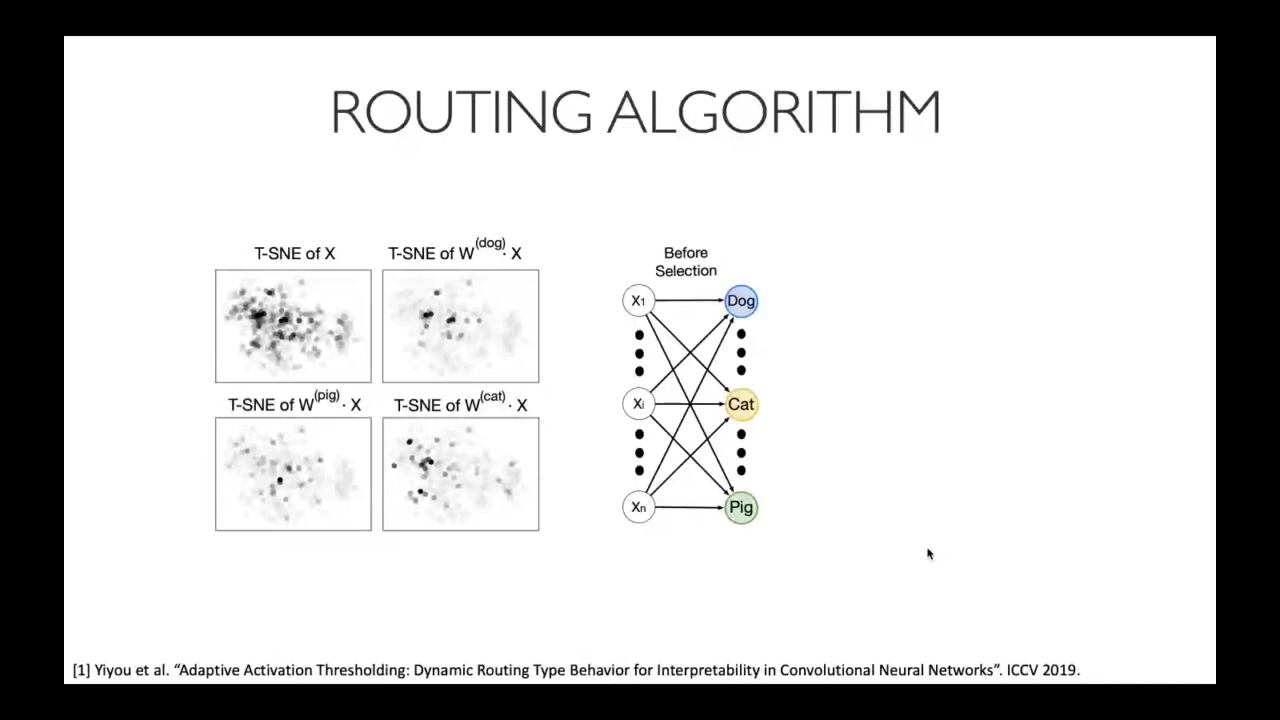 ROUTING ALGORITHM
T-SNE of X
T-SNE of W(dog)· X
T-SNE of W(pig) · X
T-SNE of W(cat) · X
Before
Selection
X1
Dog
Xi
Cat
Xn
Pig
[1] Yiyou et al. “Adaptive Activation Thresholding: Dynamic Routing Type Behavior for Interpretability in Convolutional Neural Networks”. ICCV 2019.